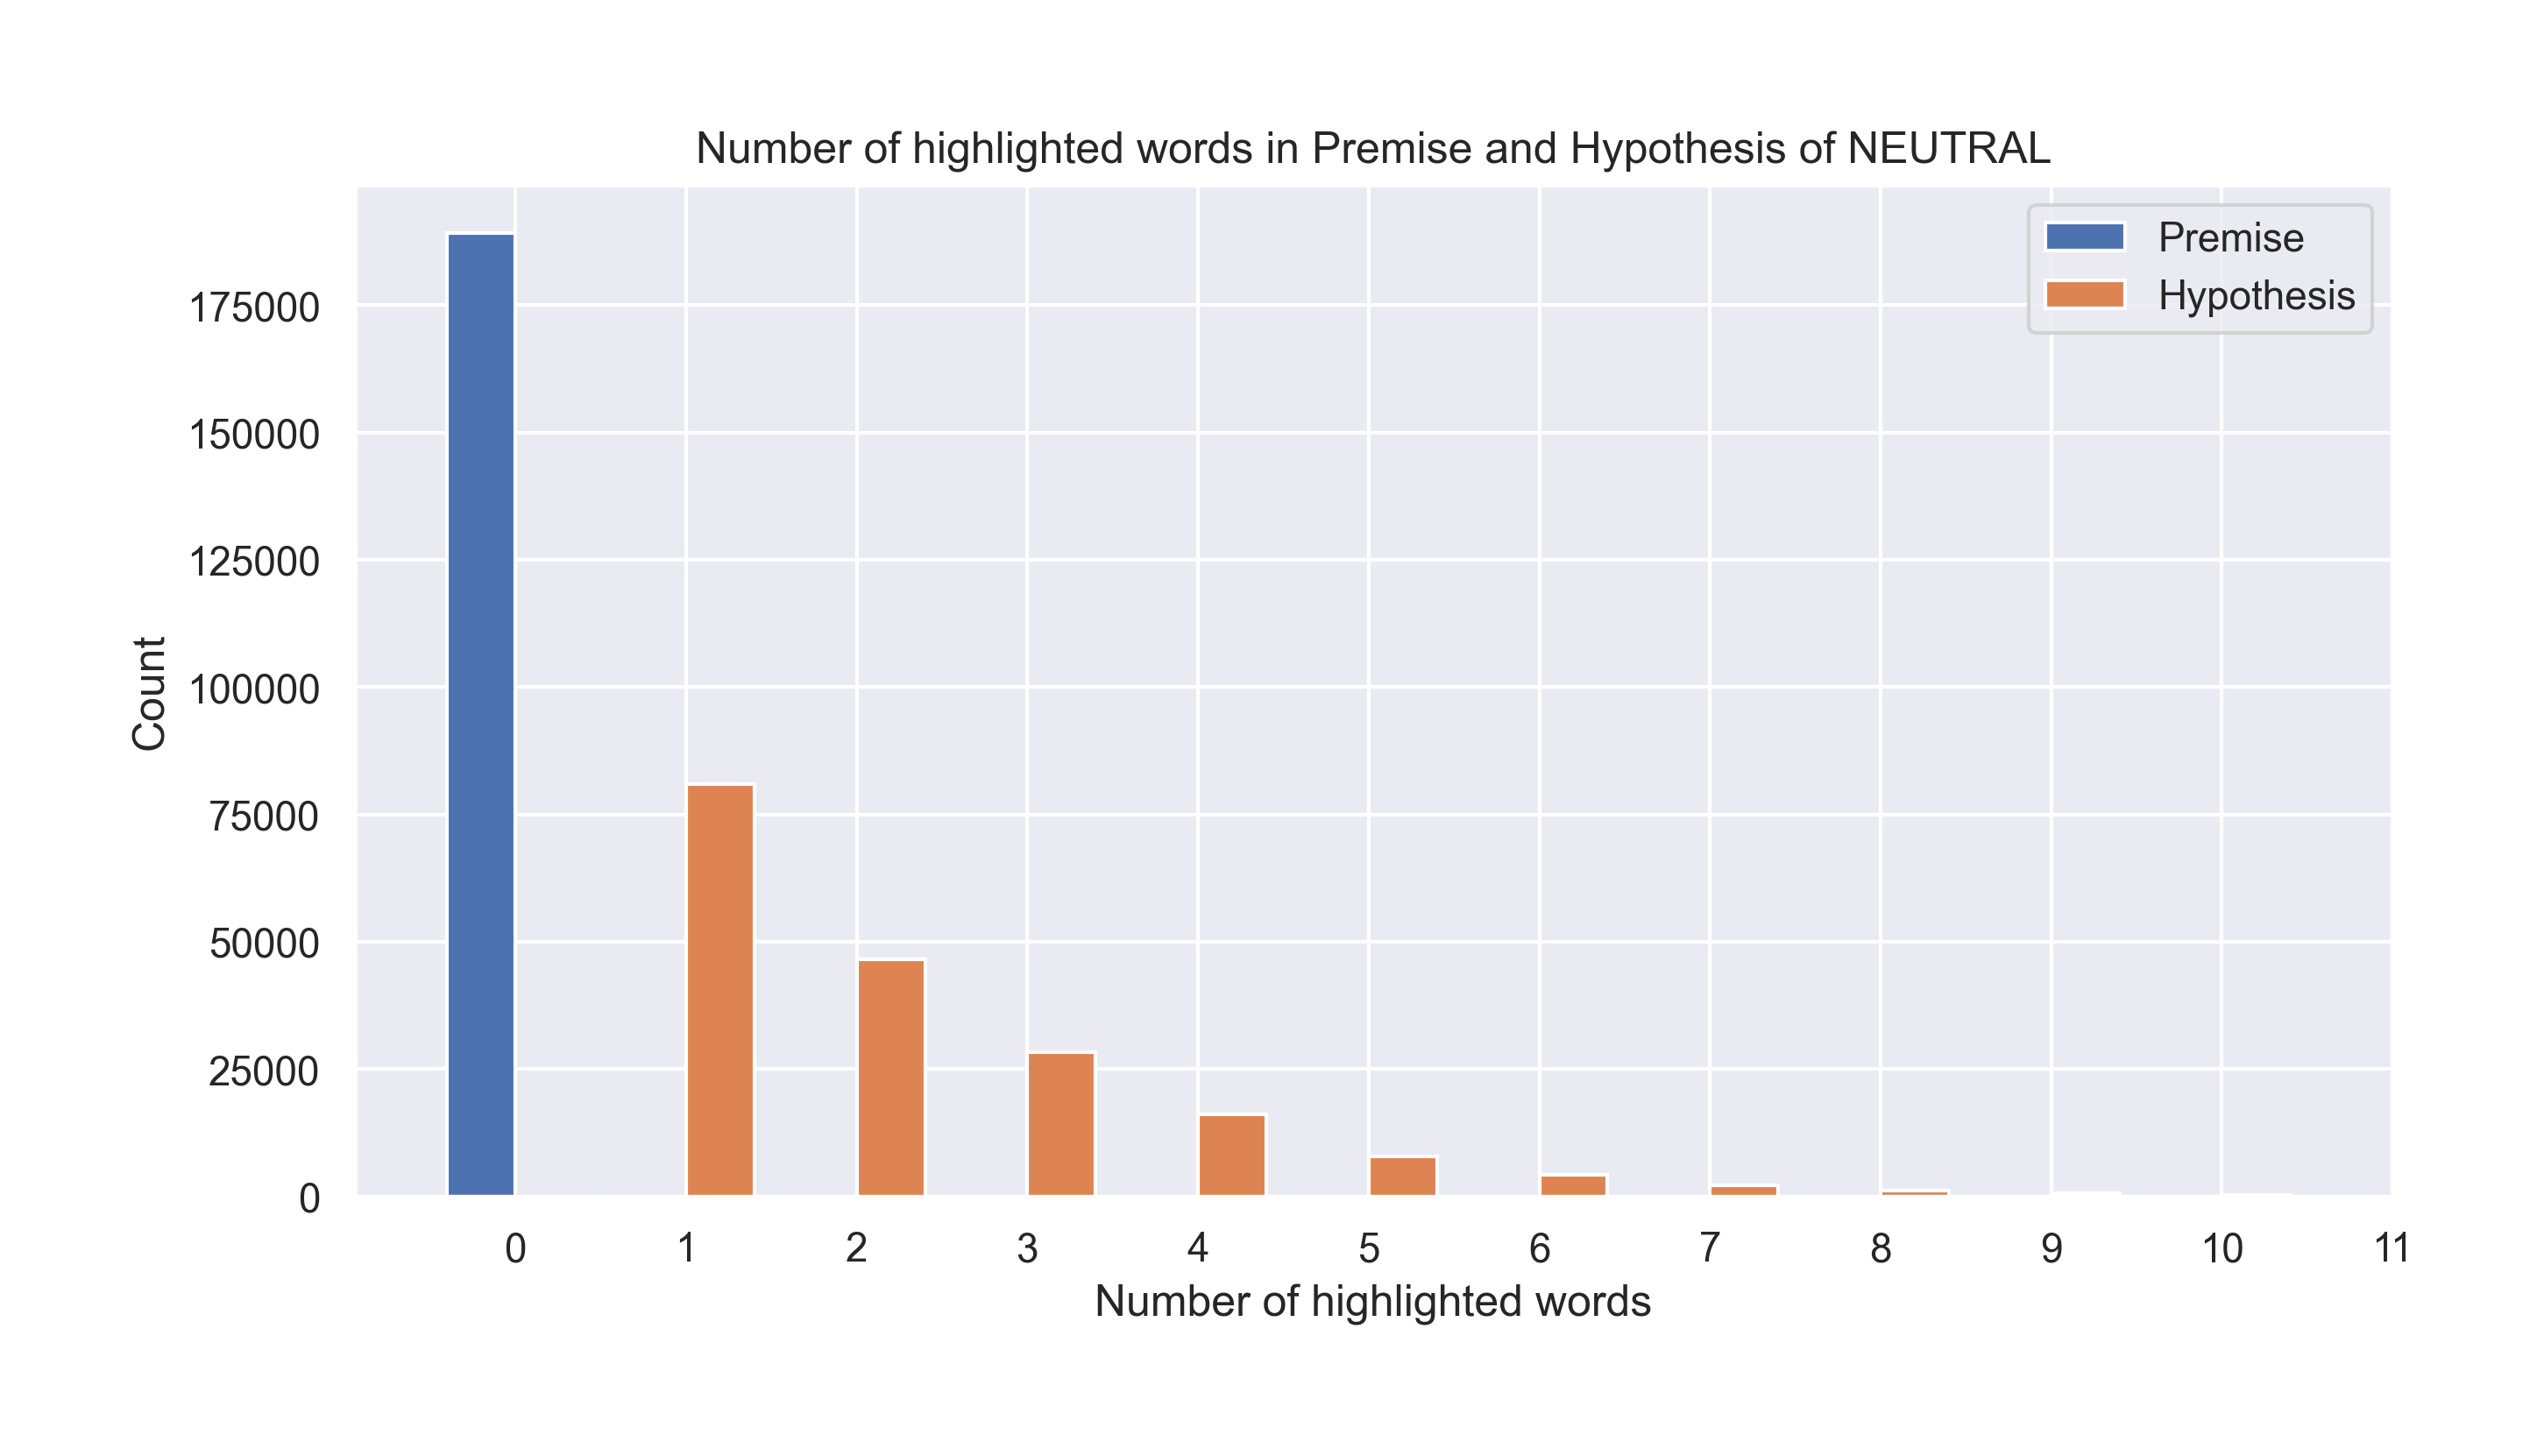 Number of highlighted words in Premise and Hypothesis of NEUTRAL
Premise
Hypothesis
175000
150000
125000
100000
75000
50000
25000
0
Count
0 1 2 3 4 5 6 7 8 9 10 11
Number of highlighted words